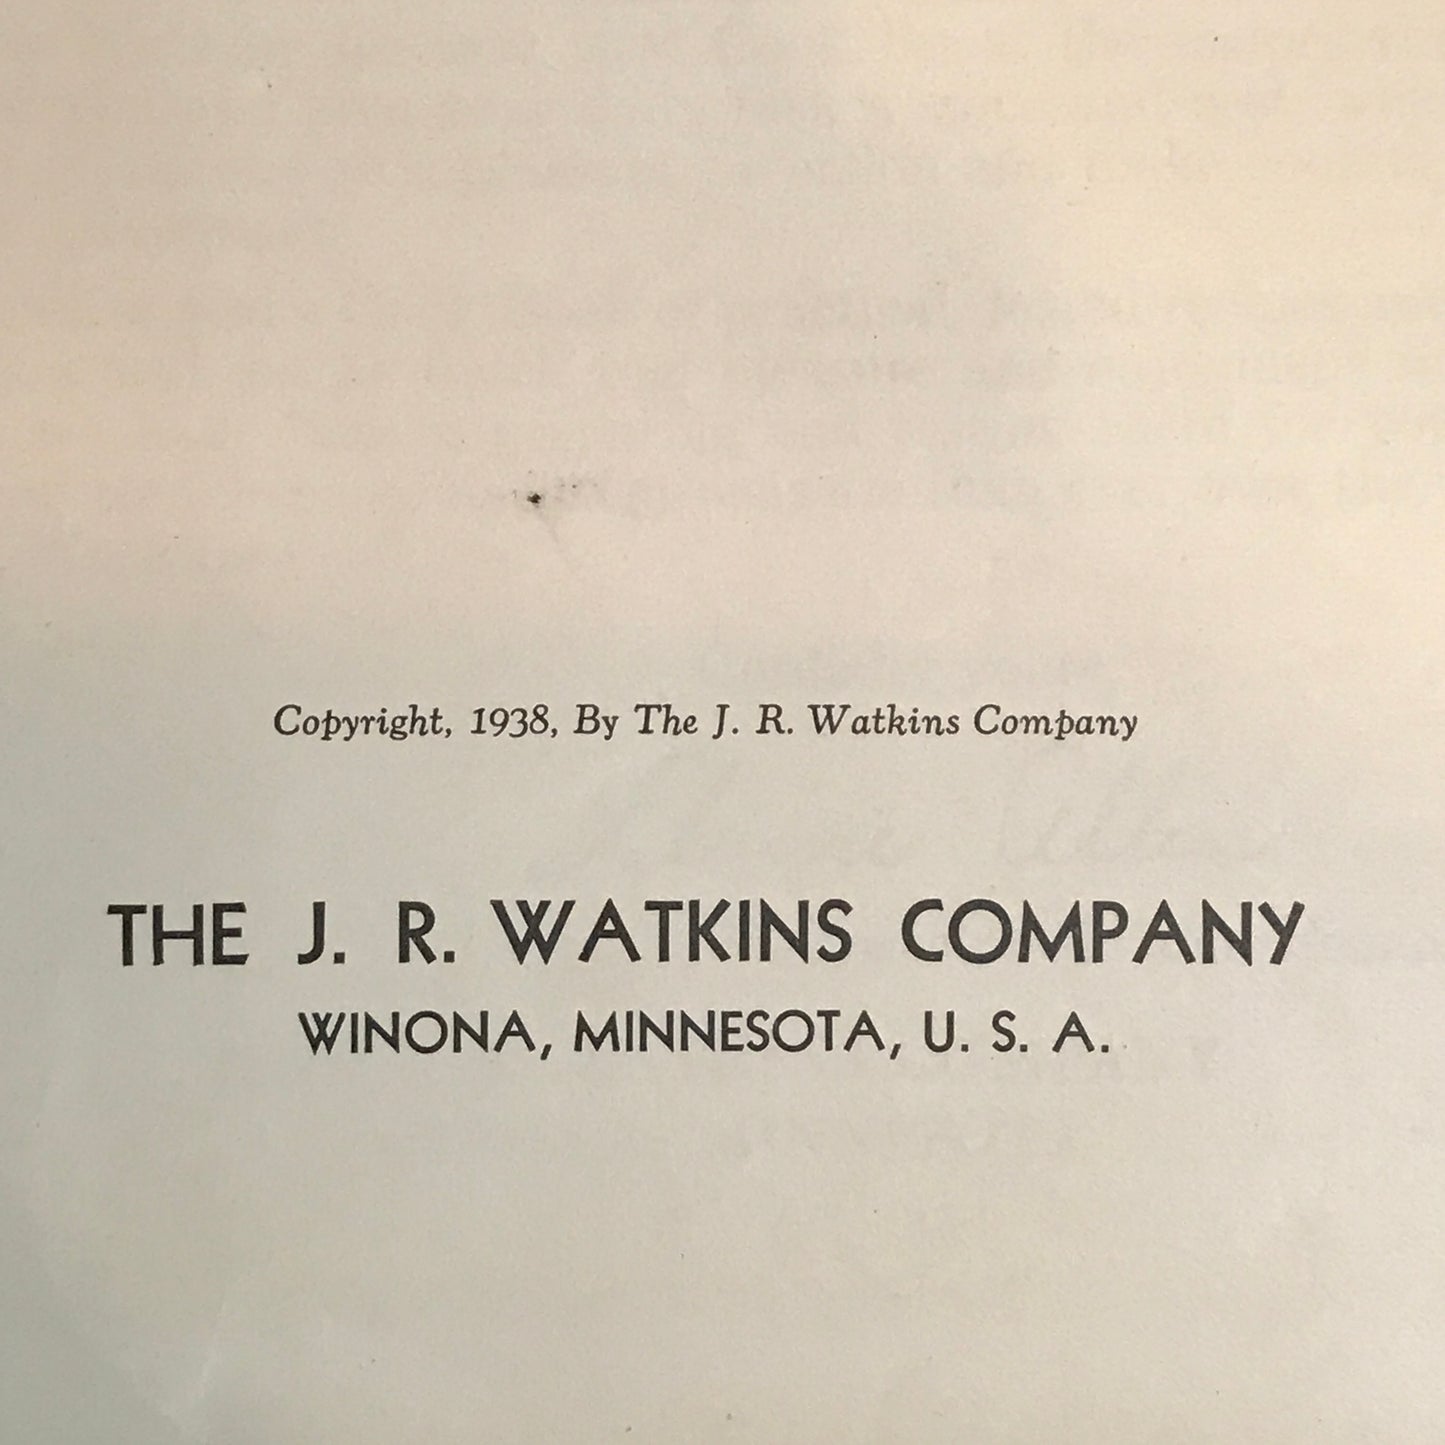 Copyright, 1938, By The J. R. Watkins Company
THE J. R. WATKINS COMPANY
WINONA, MINNESOTA, U. S. A.